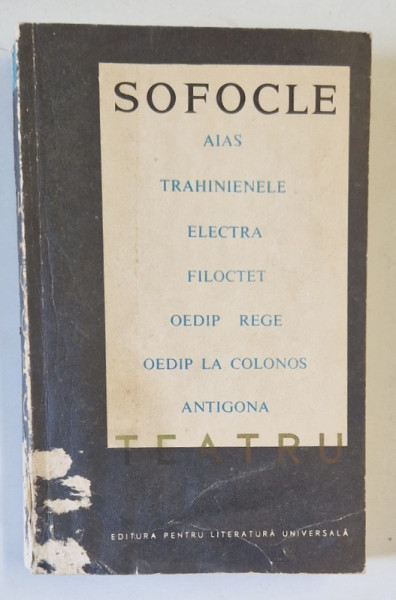 SOFOCLE
AIAS
TRAHINIENELE
ELECTRA
FILOCTET
OEDIP REGE
OEDIP LA COLONOS
ANTIGONA
TEATRU
EDITURA PENTRU LITERATURĂ UNIVERSALĂ